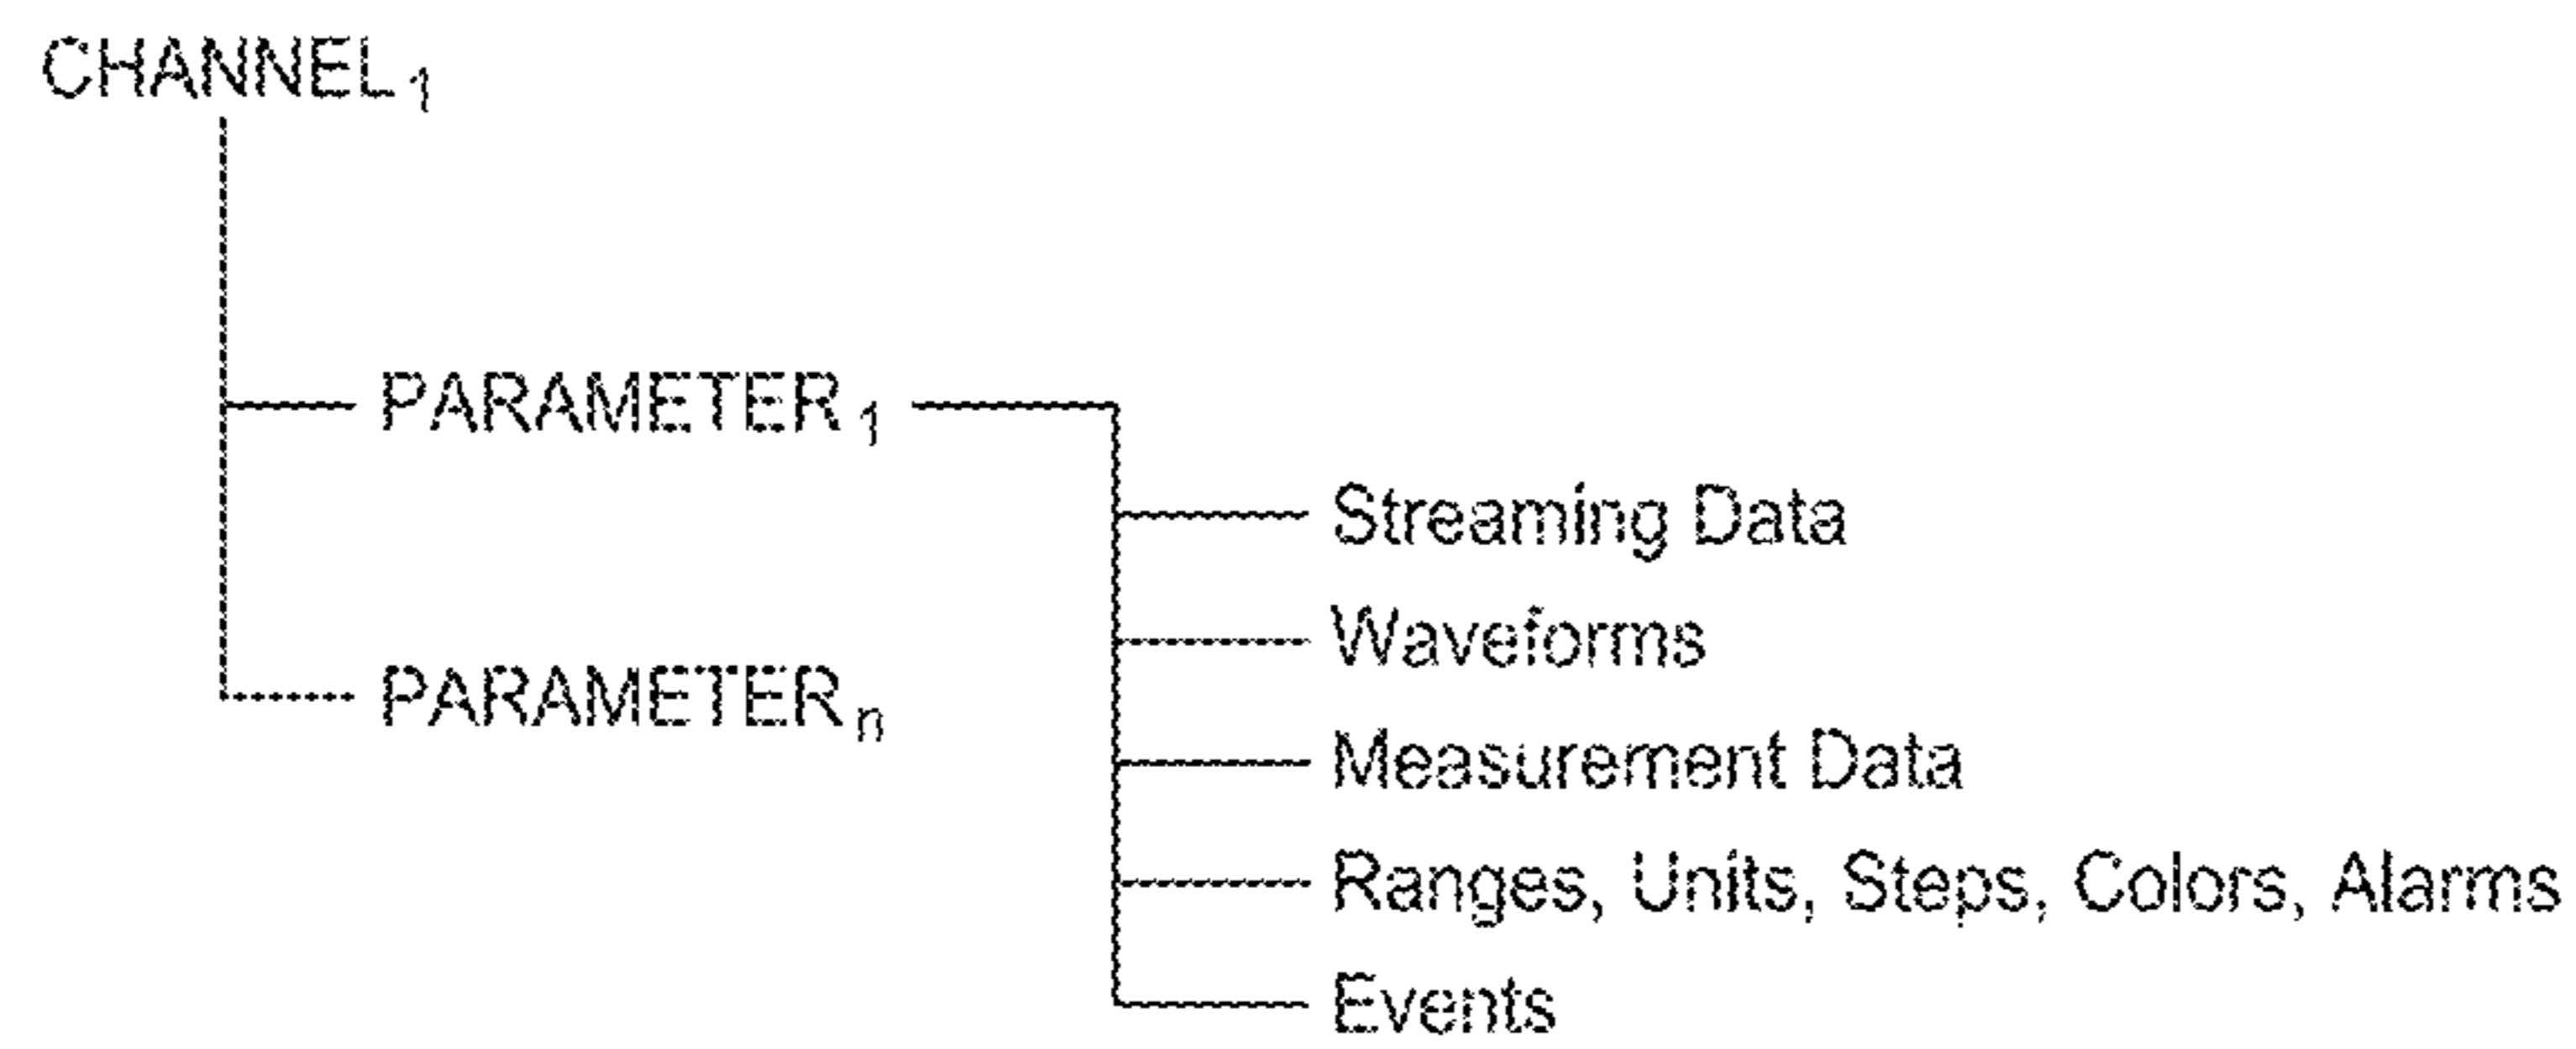 CHANNEL1
PARAMETER1
Streaming Data
Waveforms
PARAMETERn
Measurement Data
Ranges, Units, Steps, Colors, Alarms
Events